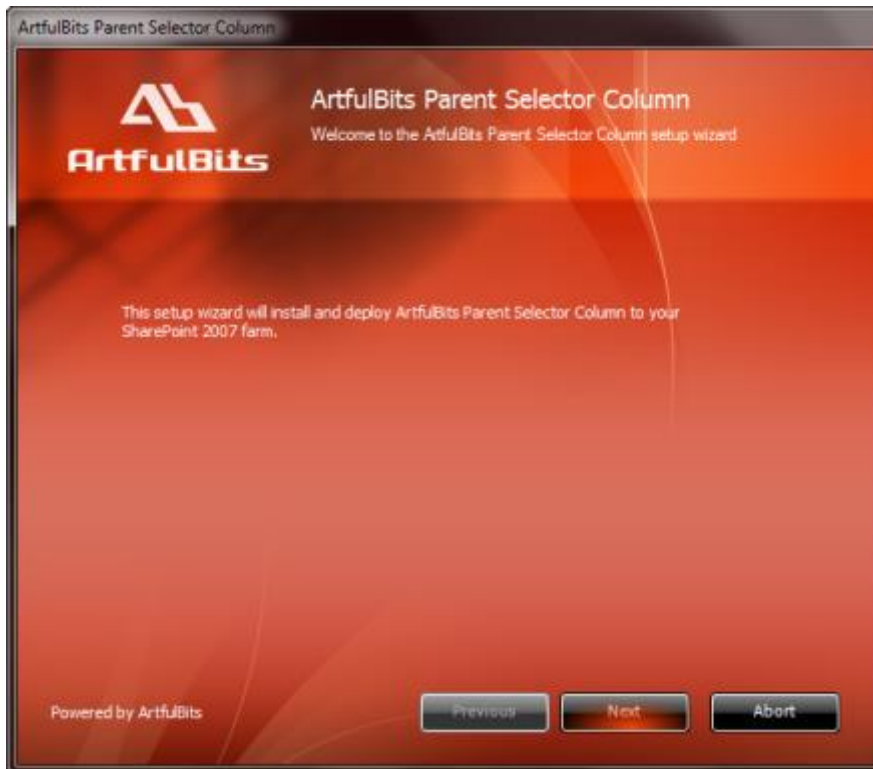 ArtfulBits Parent Selector Column
ArtfulBits
ArtfulBits Parent Selector Column
Welcome to the ArtfulBits Parent Selector Column setup wizard
This setup wizard will install and deploy ArtfulBits Parent Selector Column to your
SharePoint 2007 farm.
Powered by ArtfulBits
Previous
Next
Abort